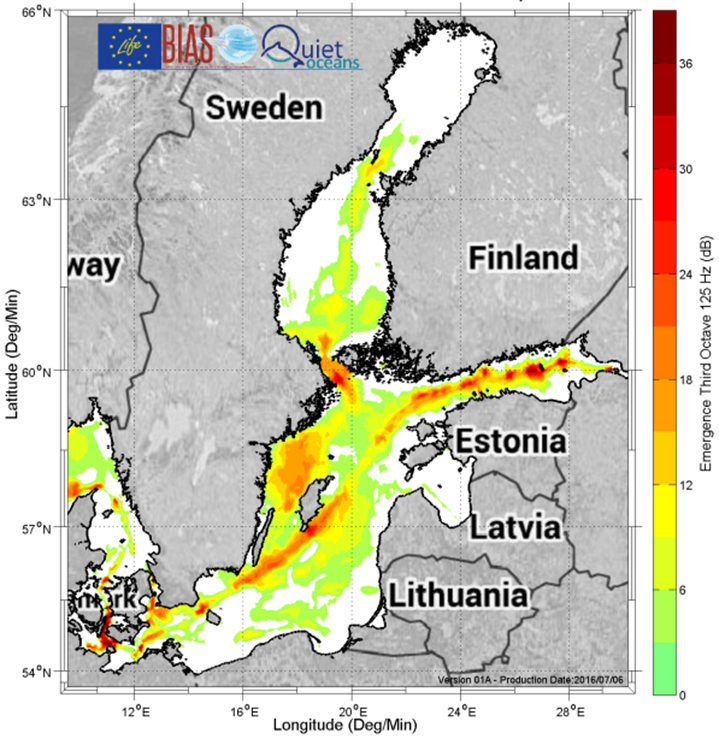 66°N
Life
BIAS
Quiet
oceans
Sweden
36
30
63°N
way
Finland
24
Emergence Third Octave 125 Hz (dB)
Latitude (Deg/Min)
60°N
18
Estonia
12
57°N
Latvia
Lithuania
6
54°N
Version 01A - Production Date:2016/07/06
0
12°E 16°E 20°E 24°E 28°E
Longitude (Deg/Min)